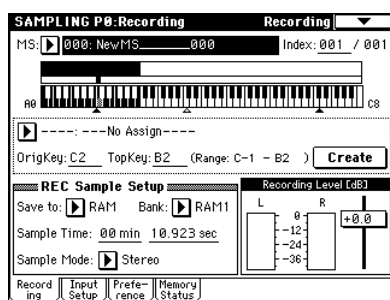 SAMPLING P0:Recording Recording
MS: 000: NewMS______000 Index: 001 / 001
A0 C8
----: ---No Assign----
OrigKey: C2 TopKey: B2 (Range: C-1 - B2 ) Create
REC Sample Setup Recording Level [dB]
L R
Save to: RAM Bank: RAM1
0 +0.0
-12
Sample Time: 00 min 10.923 sec
-24
-36
Sample Mode: Stereo
Record ing Input Setup Prefe- rence Memory Status